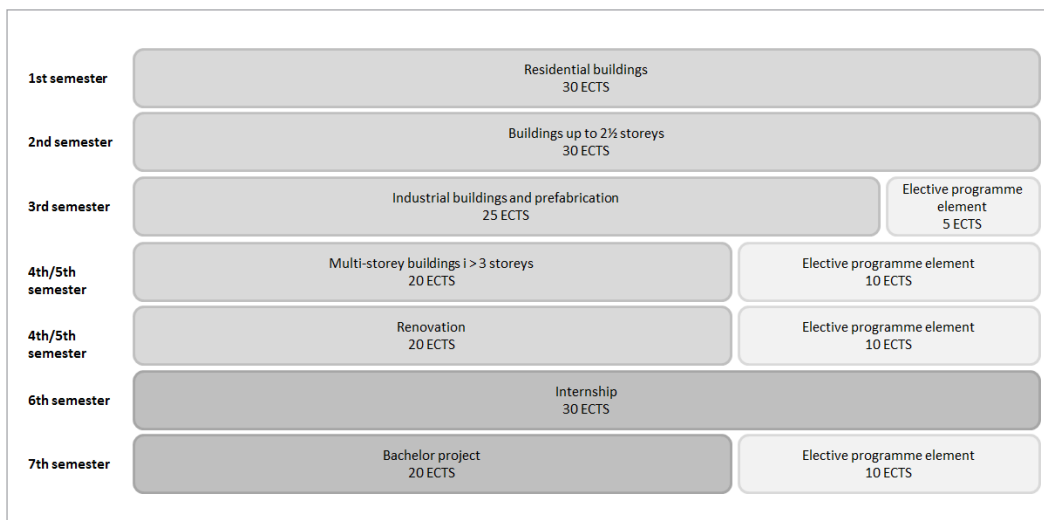 1st semester
Residential buildings
30 ECTS
2nd semester
Buildings up to 2½ storeys
30 ECTS
3rd semester
Industrial buildings and prefabrication
25 ECTS
Elective programme
element
5 ECTS
4th/5th
semester
Multi-storey buildings i > 3 storeys
20 ECTS
Elective programme element
10 ECTS
4th/5th
semester
Renovation
20 ECTS
Elective programme element
10 ECTS
6th semester
Internship
30 ECTS
7th semester
Bachelor project
20 ECTS
Elective programme element
10 ECTS